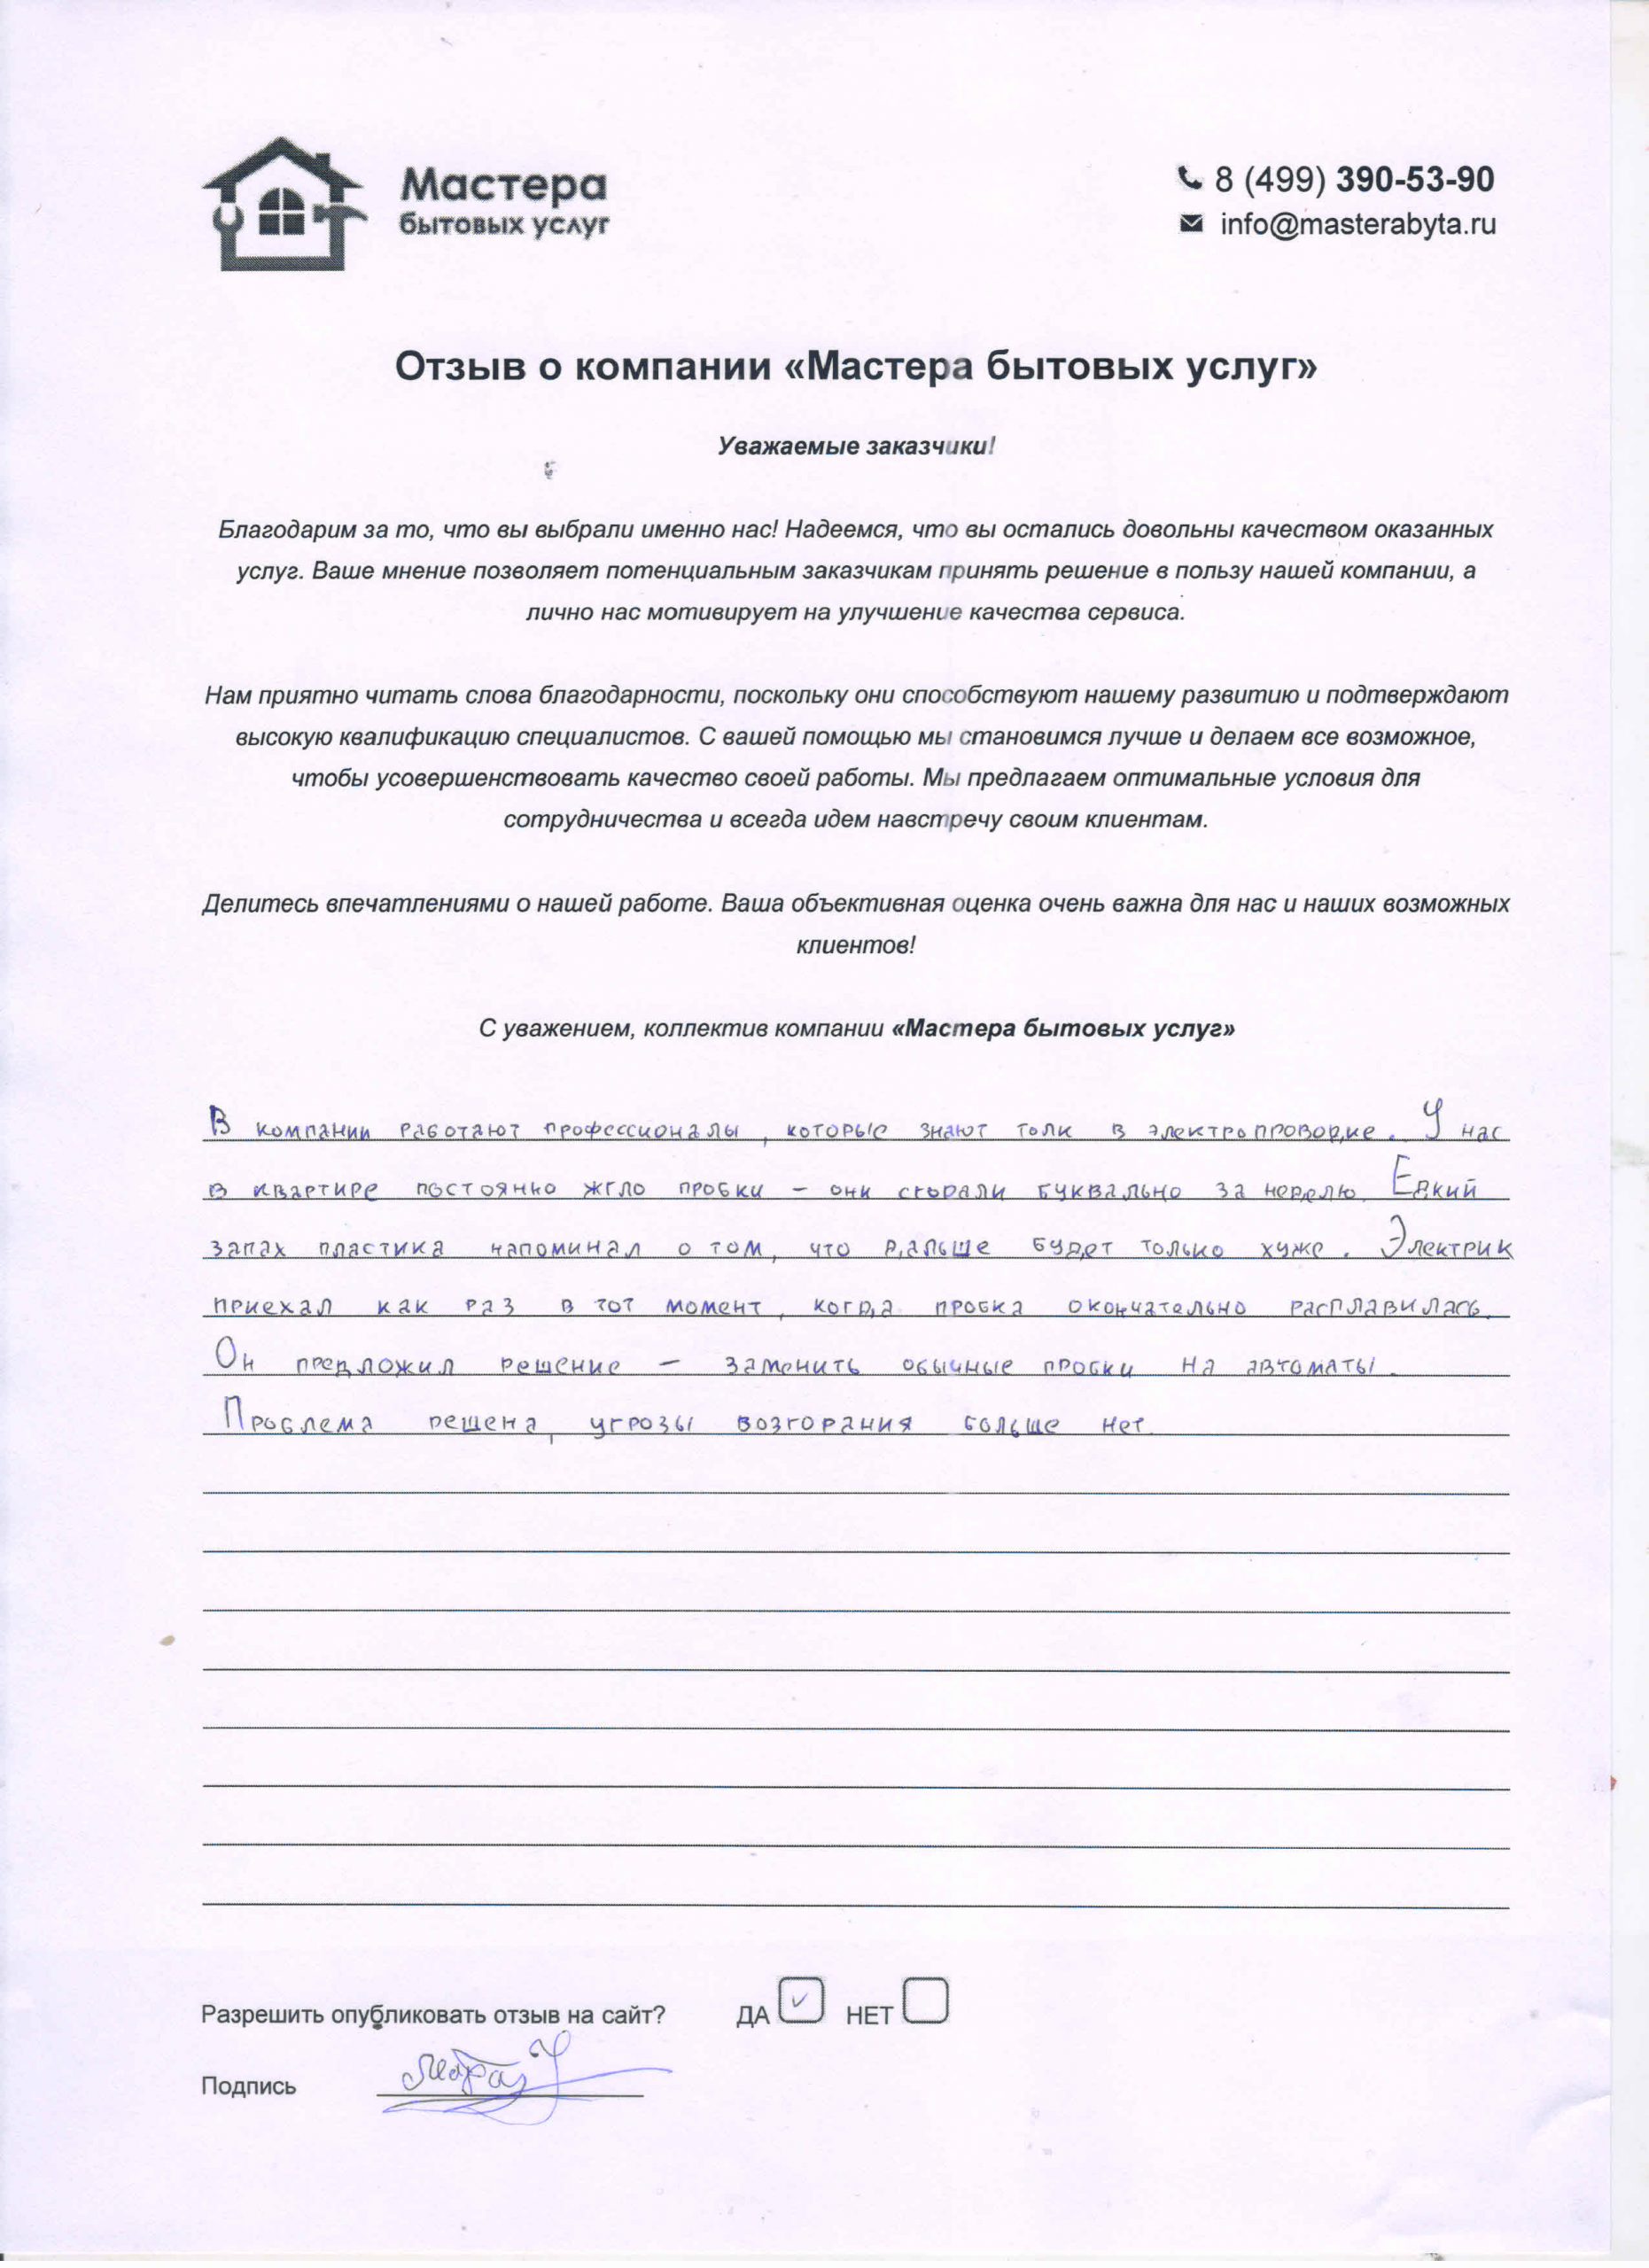 Мастера
бытовых услуг
8 (499) 390-53-90
info@masterabyta.ru
Отзыв о компании «Мастера бытовых услуг»
Уважаемые заказчики!
Благодарим за то, что вы выбрали именно нас! Надеемся, что вы остались довольны качеством оказанных
услуг. Ваше мнение позволяет потенциальным заказчикам принять решение в пользу нашей компании, а
лично нас мотивирует на улучшение качества сервиса.
Нам приятно читать слова благодарности, поскольку они способствуют нашему развитию и подтверждают
высокую квалификацию специалистов. С вашей помощью мы становимся лучше и делаем все возможное,
чтобы усовершенствовать качество своей работы. Мы предлагаем оптимальные условия для
сотрудничества и всегда идем навстречу своим клиентам.
Делитесь впечатлениями о нашей работе. Ваша объективная оценка очень важна для нас и наших возможных
клиентов!
С уважением, коллектив компании «Мастера бытовых услуг»
В компании работают профессионалы, которые знают толк в электропроводке. У нас
в квартире постоянно жгло пробки – они сгорали буквально за неделю. Едкий
запах пластика напоминал о том, что дальше будет только хуже. Электрик
приехал как раз в тот момент, когда пробка окончательно расплавилась.
Он предложил решение – заменить обычные пробки на автоматы.
Проблема решена, угрозы возгорания больше нет.
Разрешить опубликовать отзыв на сайт? ДА ✓ НЕТ
Подпись